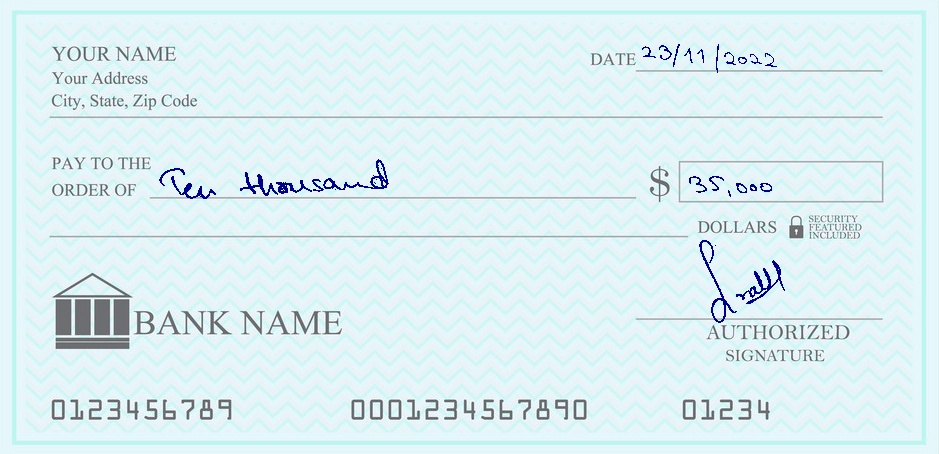 YOUR NAME
DATE 23/11/2022
Your Address
City, State, Zip Code
PAY TO THE
ORDER OF Ten thousand $ 35,000
DOLLARS SECURITY
FEATURED
INCLUDED
BANK NAME
AUTHORIZED
SIGNATURE
0123456789 0001234567890 01234